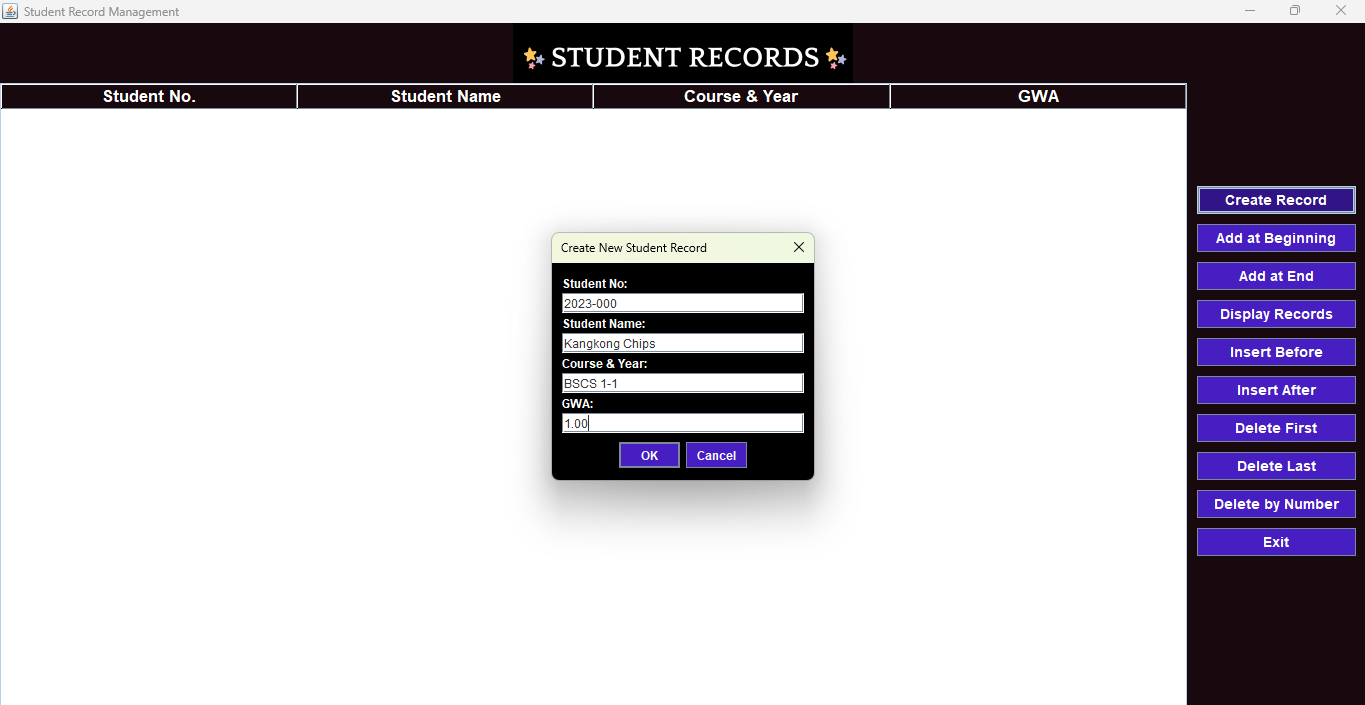 Student Record Management
STUDENT RECORDS
Student No. Student Name Course & Year GWA
Create New Student Record
Student No:
2023-000
Student Name:
Kangkong Chips
Course & Year:
BSCS 1-1
GWA:
1.00
OK Cancel
Create Record
Add at Beginning
Add at End
Display Records
Insert Before
Insert After
Delete First
Delete Last
Delete by Number
Exit